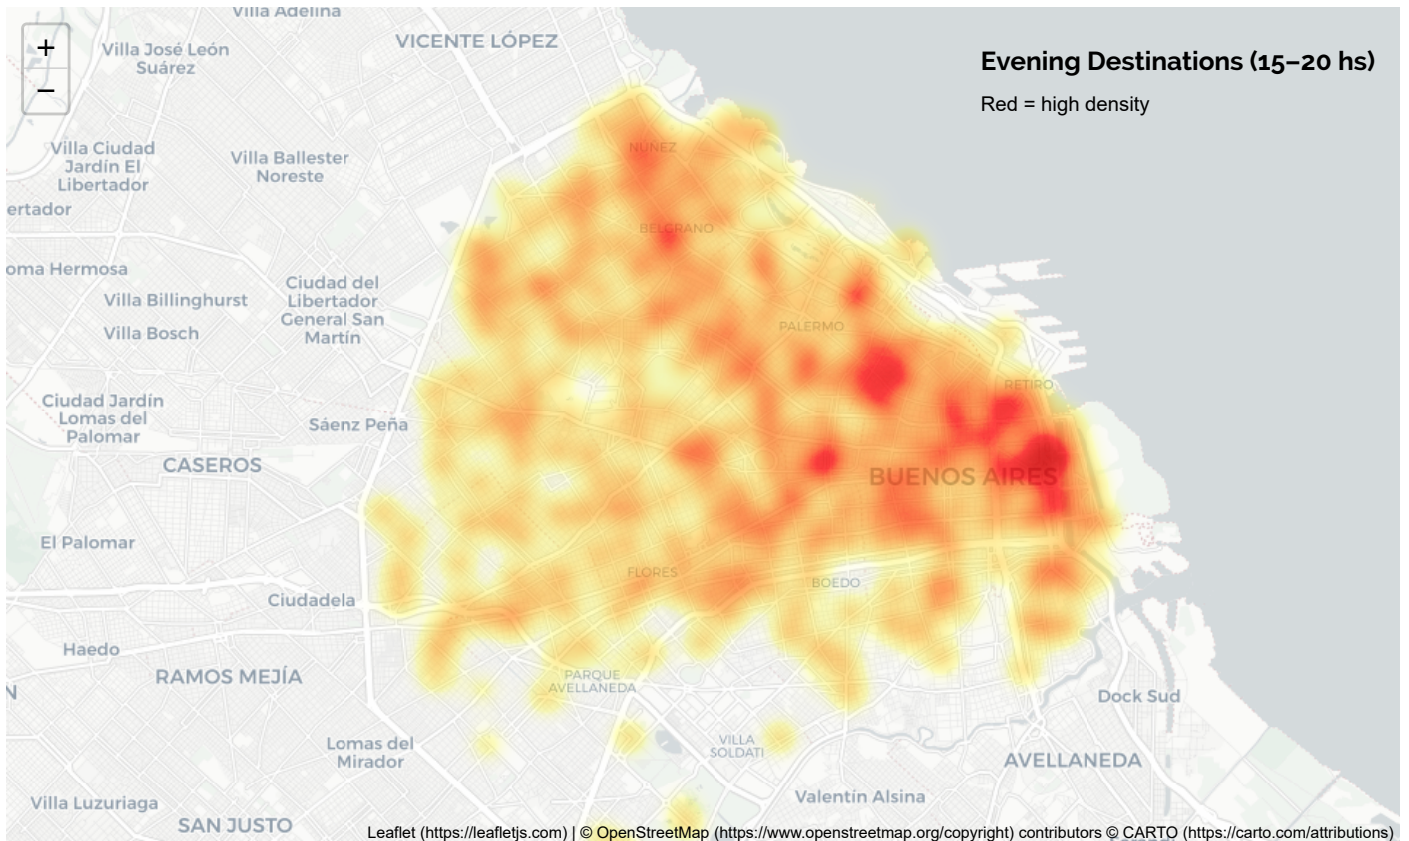 Villa Adelina
+
VICENTE LÓPEZ
Villa José León
Suárez
Evening Destinations (15–20 hs)
−
Red = high density
Villa Ciudad
Jardín El
Libertador
Villa Ballester
Noreste
NUÑEZ
ertador
BELGRANO
oma Hermosa
Ciudad del
Libertador
General San
Martín
Villa Billinghurst
Villa Bosch
PALERMO
RETIRO
Ciudad Jardín
Lomas del
Palomar
Sáenz Peña
CASEROS
BUENOS AIRES
El Palomar
FLORES
BOEDO
Ciudadela
Haedo
RAMOS MEJÍA
PARQUE
AVELLANEDA
N
Dock Sud
Lomas del
Mirador
VILLA
SOLDATI
AVELLANEDA
Villa Luzuriaga
Valentín Alsina
SAN JUSTO
Leaflet (https://leafletjs.com) | © OpenStreetMap (https://www.openstreetmap.org/copyright) contributors © CARTO (https://carto.com/attributions)